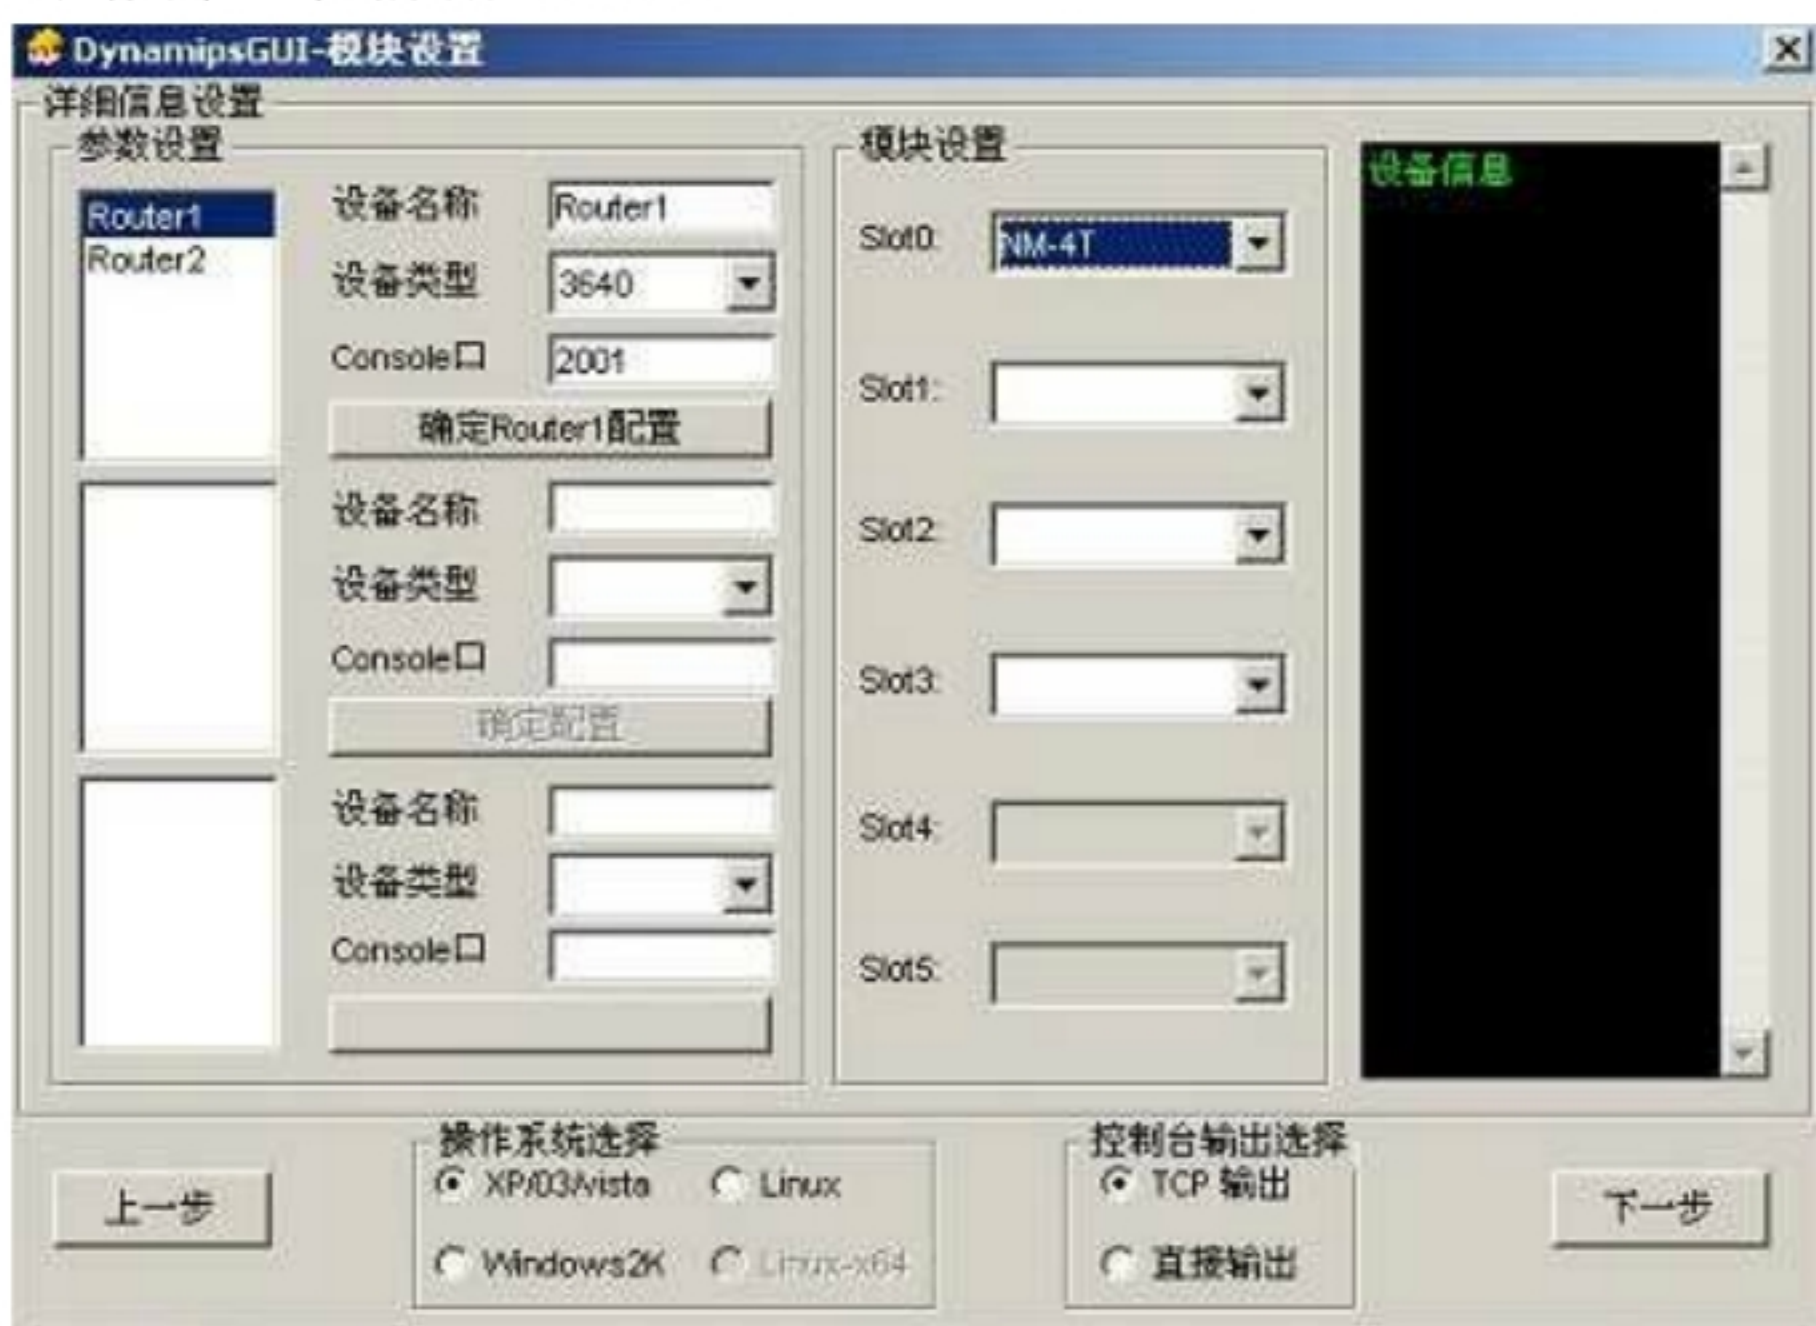 DynamipsGUI-模块设置
详细信息设置
参数设置
Router1
Router2
设备名称 Router1
设备类型 3640
Console口 2001
确定Router1配置
设备名称
设备类型
Console口
确定配置
设备名称
设备类型
Console口
模块设置
Slot0: NM-4T
Slot1:
Slot2:
Slot3:
Slot4:
Slot5:
设备信息
上一步
操作系统选择
XP/03/vista Linux
Windows2K Linux-x64
控制台输出选择
TCP 输出
直接输出
下一步